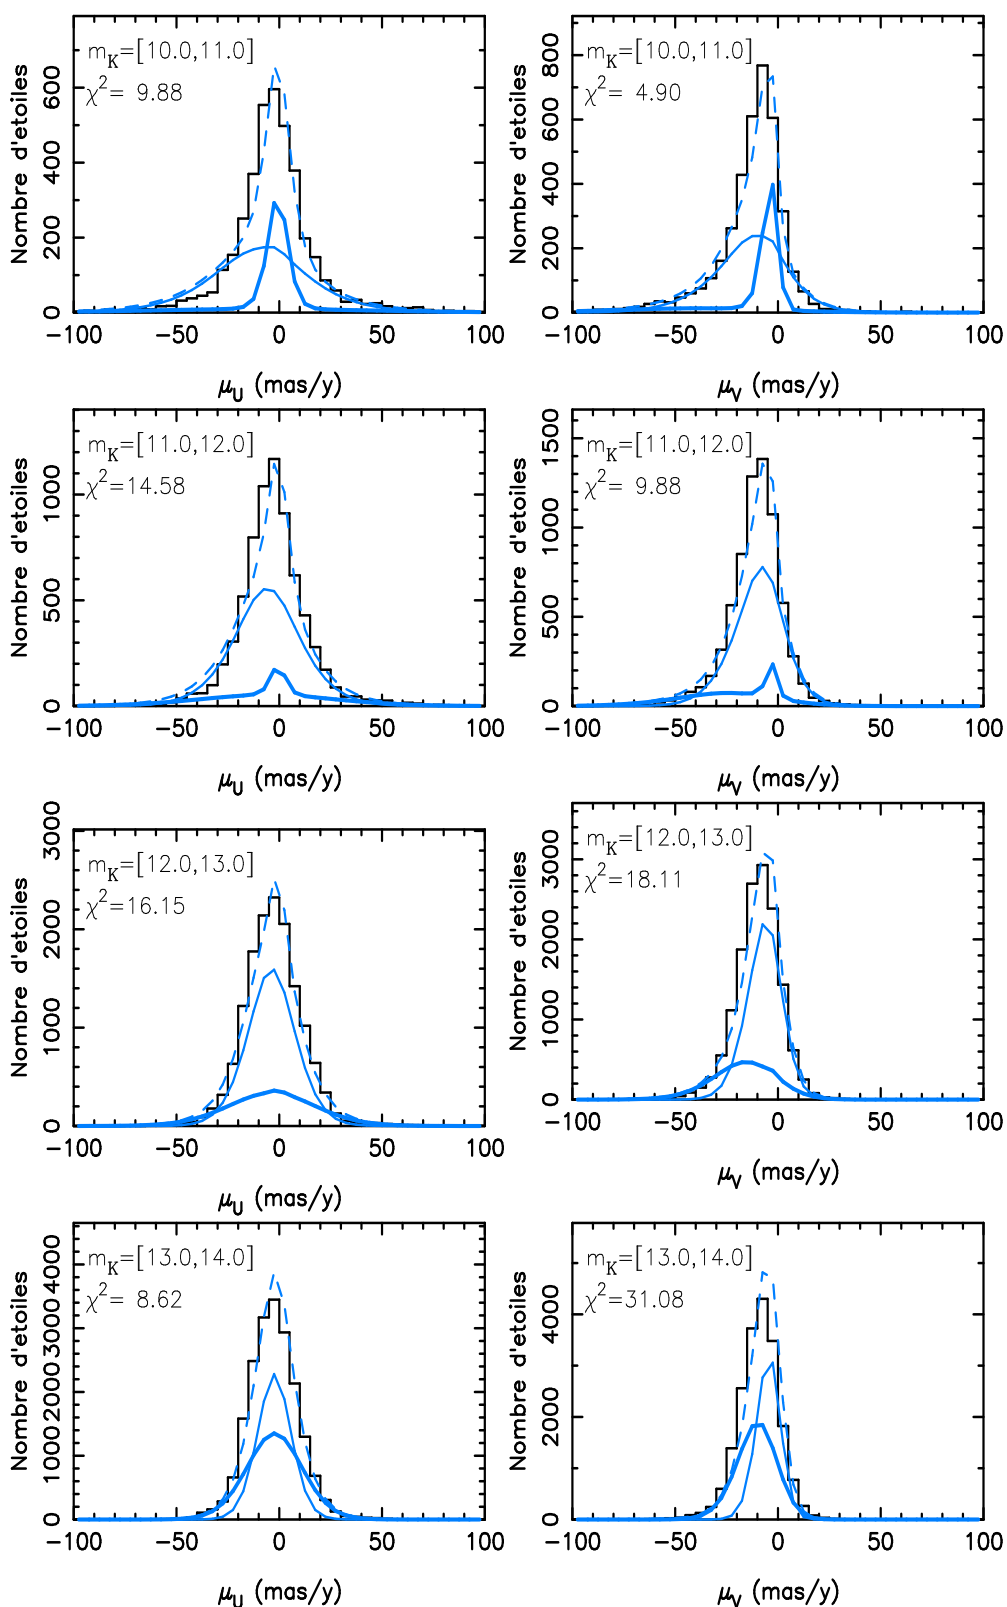 m_K=[10.0,11.0]
χ²= 9.88
Nombre d'etoiles
0 200 400 600
−100 −50 0 50 100
μ_U (mas/y)
m_K=[10.0,11.0]
χ²= 4.90
Nombre d'etoiles
0 200 400 600 800
−100 −50 0 50 100
μ_V (mas/y)
m_K=[11.0,12.0]
χ²=14.58
Nombre d'etoiles
0 500 1000
−100 −50 0 50 100
μ_U (mas/y)
m_K=[11.0,12.0]
χ²= 9.88
Nombre d'etoiles
0 500 1000 1500
−100 −50 0 50 100
μ_V (mas/y)
m_K=[12.0,13.0]
χ²=16.15
Nombre d'etoiles
0 1000 2000 3000
−100 −50 0 50 100
μ_U (mas/y)
m_K=[12.0,13.0]
χ²=18.11
Nombre d'etoiles
0 1000 2000 3000
−100 −50 0 50 100
μ_V (mas/y)
m_K=[13.0,14.0]
χ²= 8.62
Nombre d'etoiles
0 1000 2000 3000 4000
−100 −50 0 50 100
μ_U (mas/y)
m_K=[13.0,14.0]
χ²=31.08
Nombre d'etoiles
0 2000 4000
−100 −50 0 50 100
μ_V (mas/y)